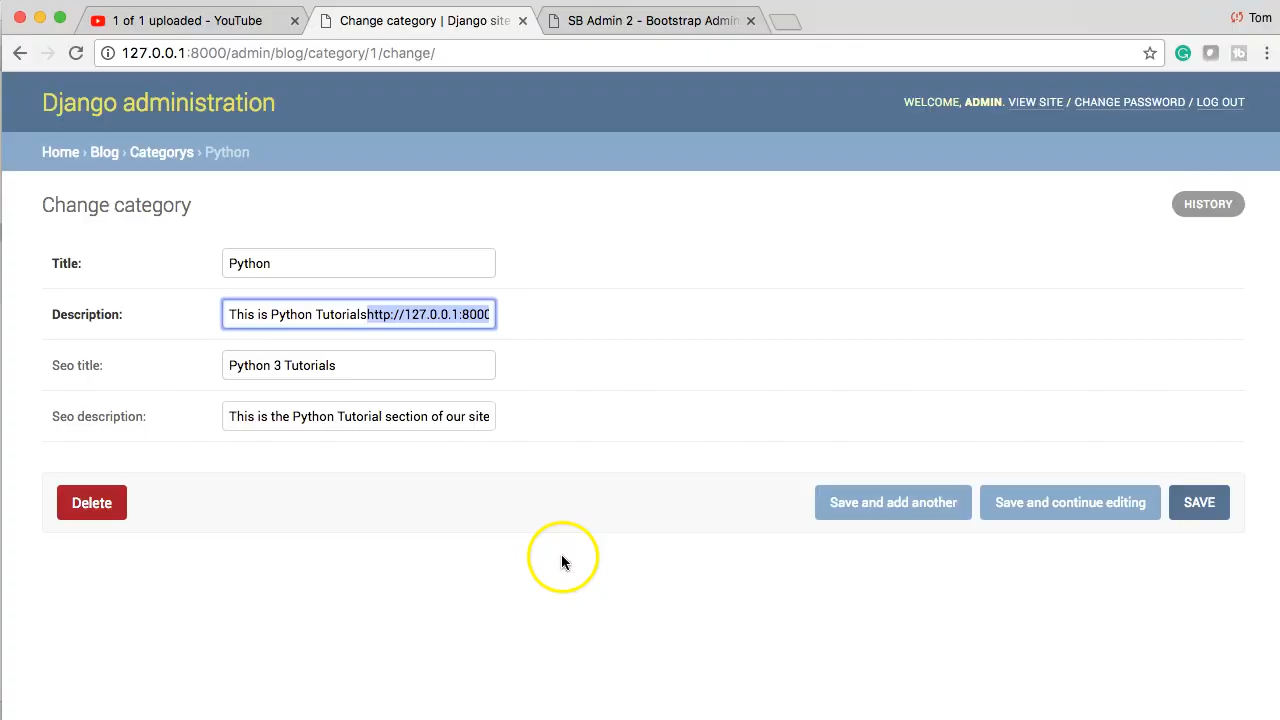 1 of 1 uploaded - YouTube
Change category | Django site
SB Admin 2 - Bootstrap Admin
Tom
127.0.0.1:8000/admin/blog/category/1/change/
Django administration
WELCOME, ADMIN. VIEW SITE / CHANGE PASSWORD / LOG OUT
Home › Blog › Categorys › Python
Change category
HISTORY
Title:
Python
Description:
This is Python Tutorialshttp://127.0.0.1:8000
Seo title:
Python 3 Tutorials
Seo description:
This is the Python Tutorial section of our site
Delete
Save and add another
Save and continue editing
SAVE